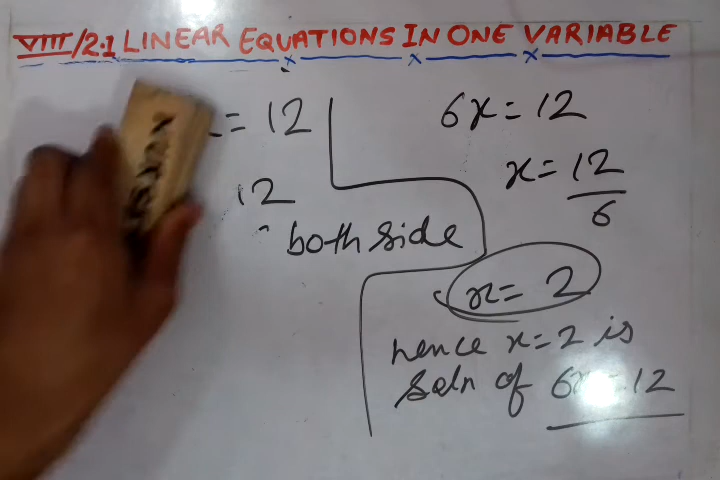 VIII/2.1 LINEAR EQUATIONS IN ONE VARIABLE
= 12
12
both side
6x = 12
x = 12/6
x = 2
hence x = 2 is
soln of 6x = 12